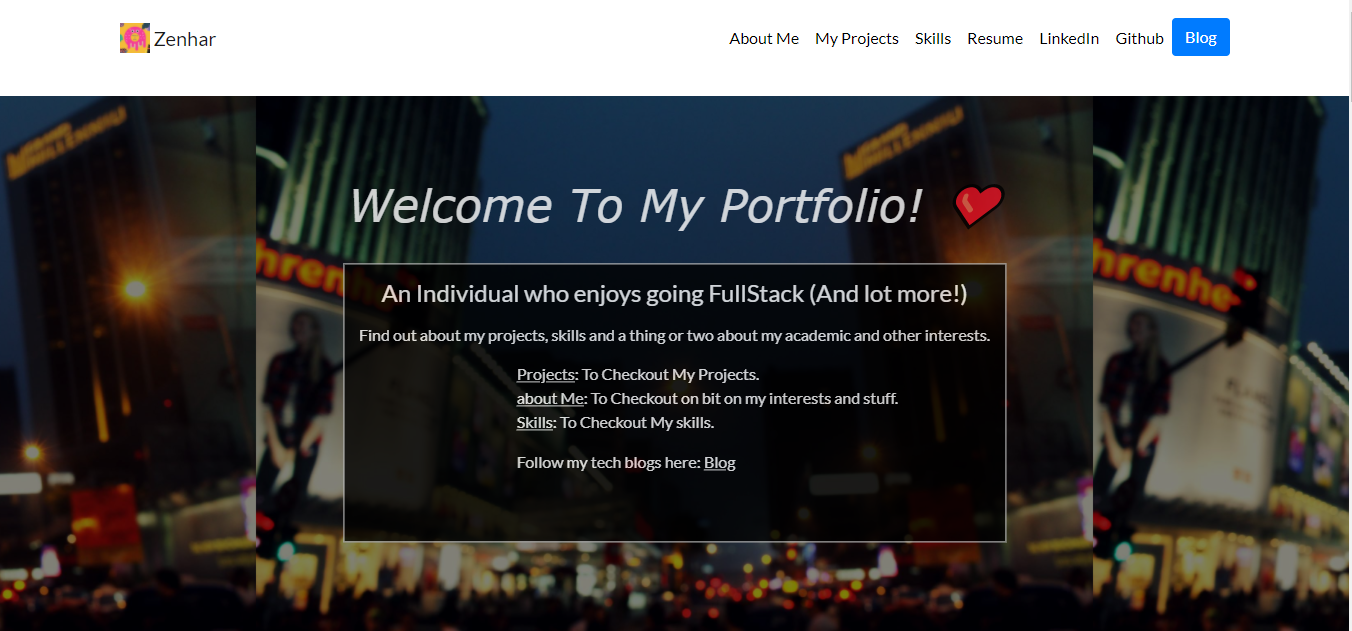 Zenhar
About Me My Projects Skills Resume LinkedIn Github Blog
Welcome To My Portfolio!
An Individual who enjoys going FullStack (And lot more!)
Find out about my projects, skills and a thing or two about my academic and other interests.
Projects: To Checkout My Projects.
about Me: To Checkout on bit on my interests and stuff.
Skills: To Checkout My skills.
Follow my tech blogs here: Blog